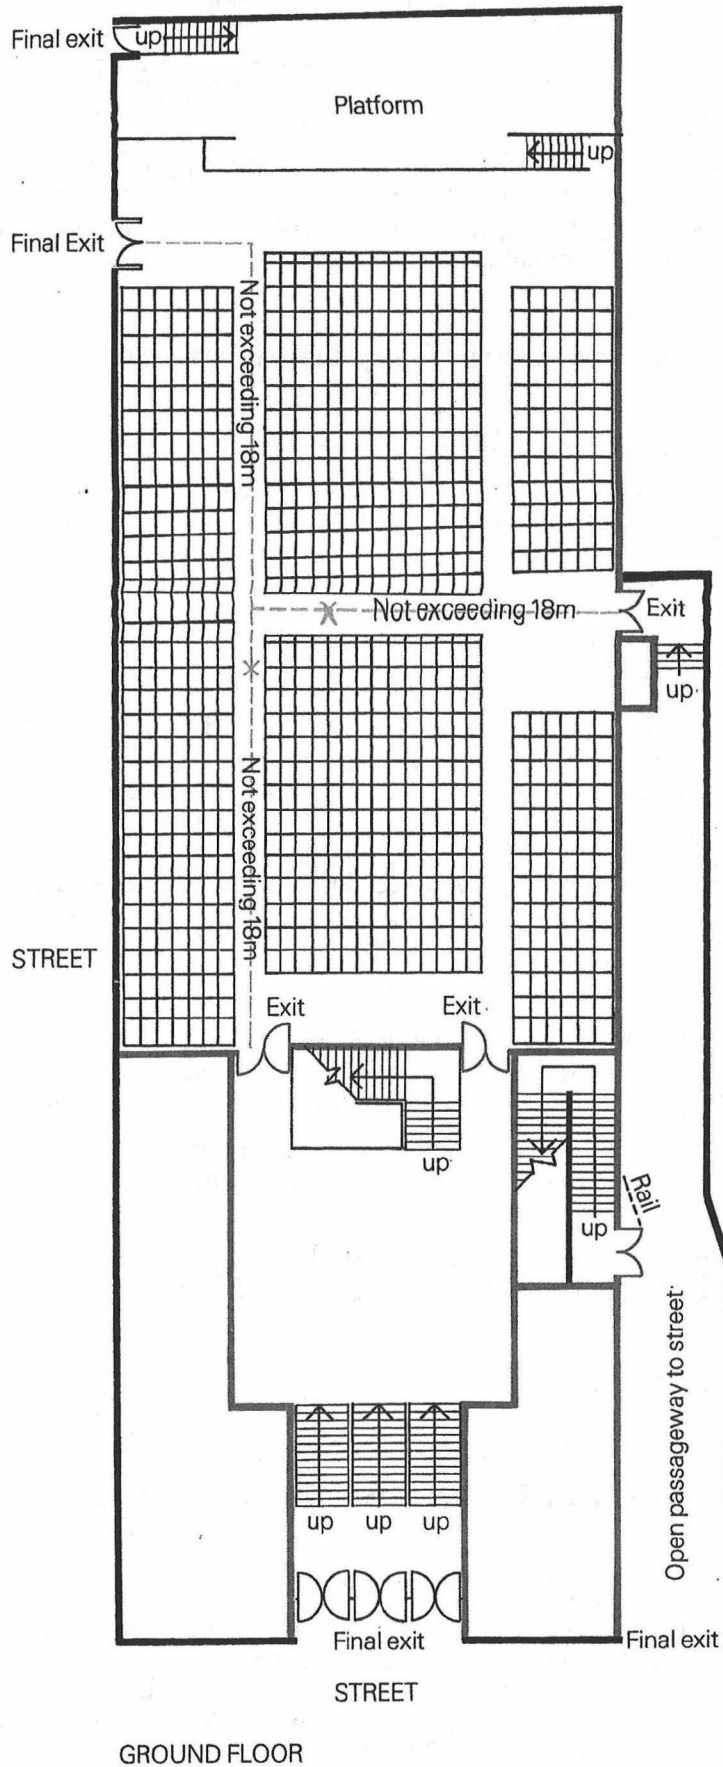 Final exit
up
Platform
up
Final Exit
Not exceeding 18m
Not exceeding 18m
Exit
up
Not exceeding 18m
STREET
Exit
Exit
up
Rail
up
Open passageway to street
up up up
Final exit
Final exit
STREET
GROUND FLOOR